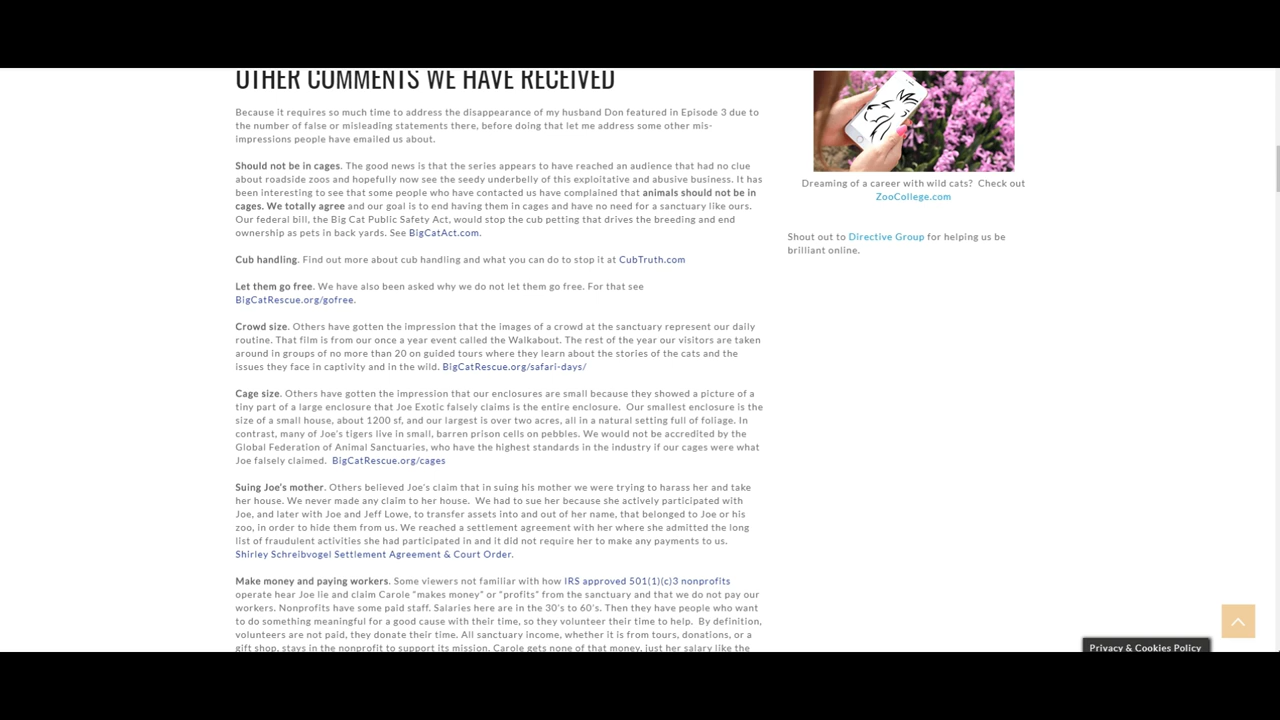 OTHER COMMENTS WE HAVE RECEIVED
Because it requires so much time to address the disappearance of my husband Don featured in Episode 3 due to
the number of false or misleading statements there, before doing that let me address some other mis-
impressions people have emailed us about.
Should not be in cages. The good news is that the series appears to have reached an audience that had no clue
about roadside zoos and hopefully now see the seedy underbelly of this exploitative and abusive business. It has
been interesting to see that some people who have contacted us have complained that animals should not be in
cages. We totally agree and our goal is to end having them in cages and have no need for a sanctuary like ours.
Our federal bill, the Big Cat Public Safety Act, would stop the cub petting that drives the breeding and end
ownership as pets in back yards. See BigCatAct.com.
Cub handling. Find out more about cub handling and what you can do to stop it at CubTruth.com
Let them go free. We have also been asked why we do not let them go free. For that see
BigCatRescue.org/gofree.
Crowd size. Others have gotten the impression that the images of a crowd at the sanctuary represent our daily
routine. That film is from our once a year event called the Walkabout. The rest of the year our visitors are taken
around in groups of no more than 20 on guided tours where they learn about the stories of the cats and the
issues they face in captivity and in the wild. BigCatRescue.org/safari-days/
Cage size. Others have gotten the impression that our enclosures are small because they showed a picture of a
tiny part of a large enclosure that Joe Exotic falsely claims is the entire enclosure. Our smallest enclosure is the
size of a small house, about 1200 sf, and our largest is over two acres, all in a natural setting full of foliage. In
contrast, many of Joe's tigers live in small, barren prison cells on pebbles. We would not be accredited by the
Global Federation of Animal Sanctuaries, who have the highest standards in the industry if our cages were what
Joe falsely claimed. BigCatRescue.org/cages
Suing Joe's mother. Others believed Joe's claim that in suing his mother we were trying to harass her and take
her house. We never made any claim to her house. We had to sue her because she actively participated with
Joe, and later with Joe and Jeff Lowe, to transfer assets into and out of her name, that belonged to Joe or his
zoo, in order to hide them from us. We reached a settlement agreement with her where she admitted the long
list of fraudulent activities she had participated in and it did not require her to make any payments to us.
Shirley Schreibvogel Settlement Agreement & Court Order.
Make money and paying workers. Some viewers not familiar with how IRS approved 501(1)(c)3 nonprofits
operate hear Joe lie and claim Carole “makes money” or “profits” from the sanctuary and that we do not pay our
workers. Nonprofits have some paid staff. Salaries here are in the 30's to 60's. Then they have people who want
to do something meaningful for a good cause with their time, so they volunteer their time to help. By definition,
volunteers are not paid, they donate their time. All sanctuary income, whether it is from tours, donations, or a
gift shop, stays in the nonprofit to support its mission. Carole gets none of that money, just her salary like the
Dreaming of a career with wild cats? Check out
ZooCollege.com
Shout out to Directive Group for helping us be
brilliant online.
Privacy & Cookies Policy